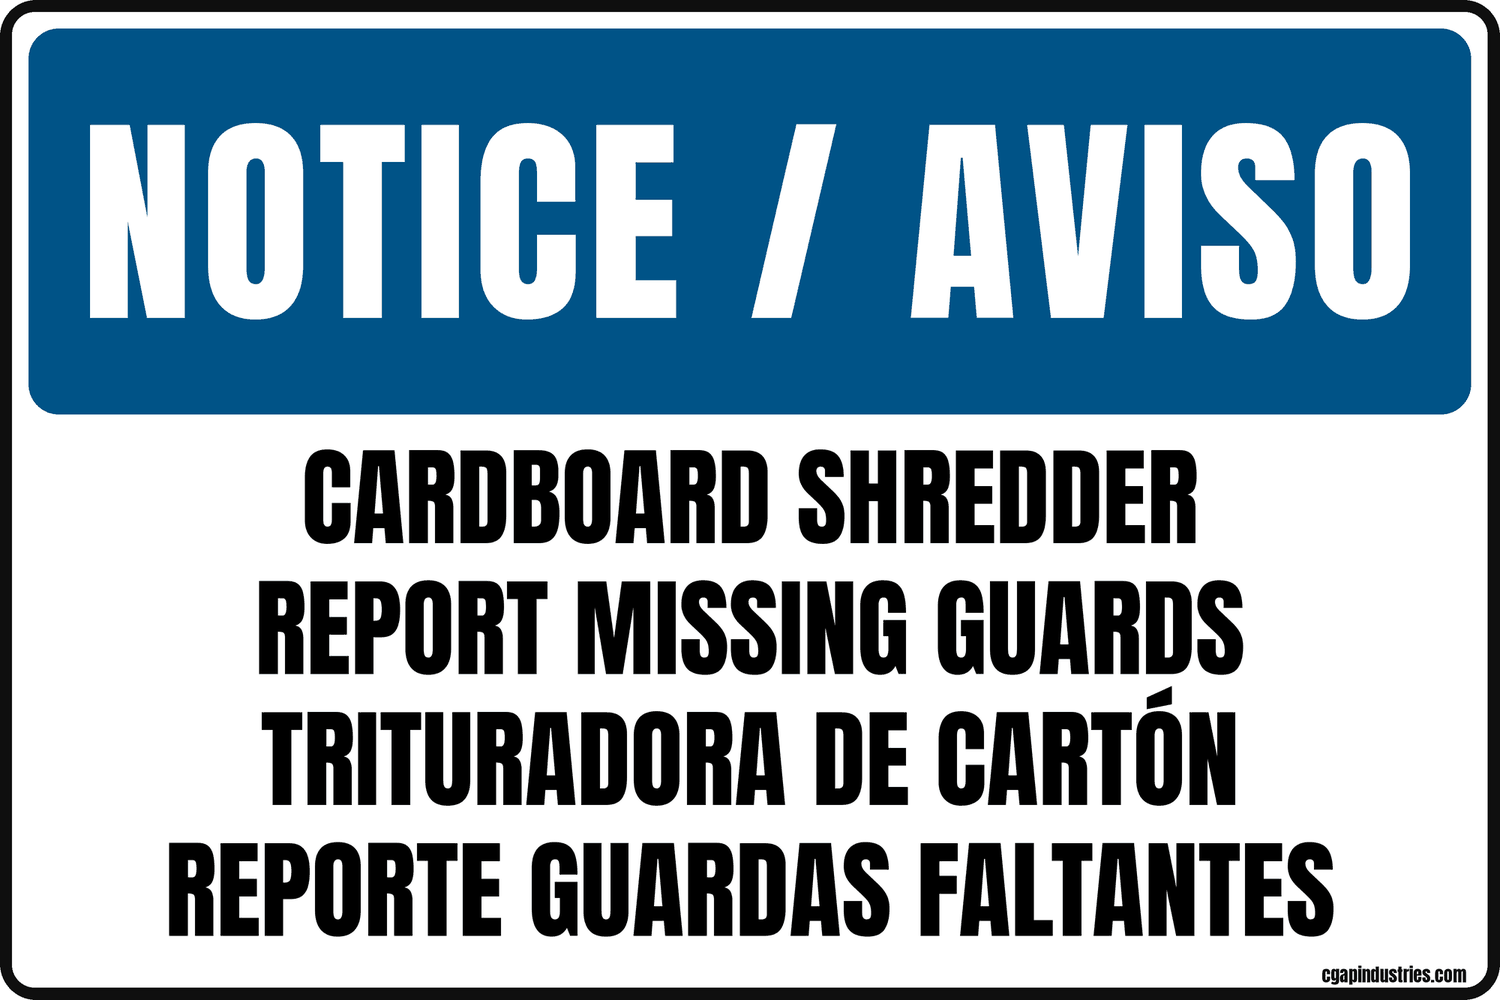 NOTICE / AVISO
CARDBOARD SHREDDER
REPORT MISSING GUARDS
TRITURADORA DE CARTÓN
REPORTE GUARDAS FALTANTES
cgapindustries.com